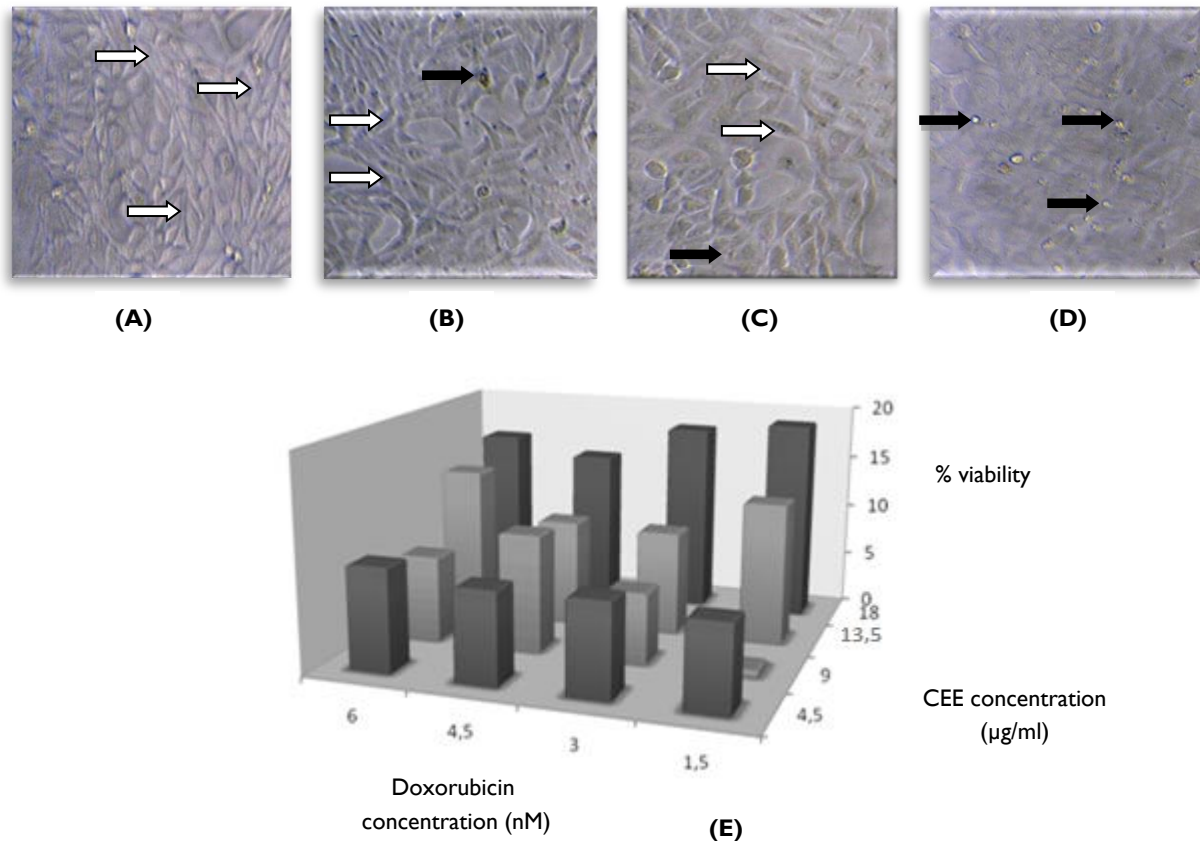 (A)
(B)
(C)
(D)
20
15
% viability
10
5
0
18
13,5
9
4,5
CEE concentration
(µg/ml)
6
4,5
3
1,5
Doxorubicin
concentration (nM)
(E)